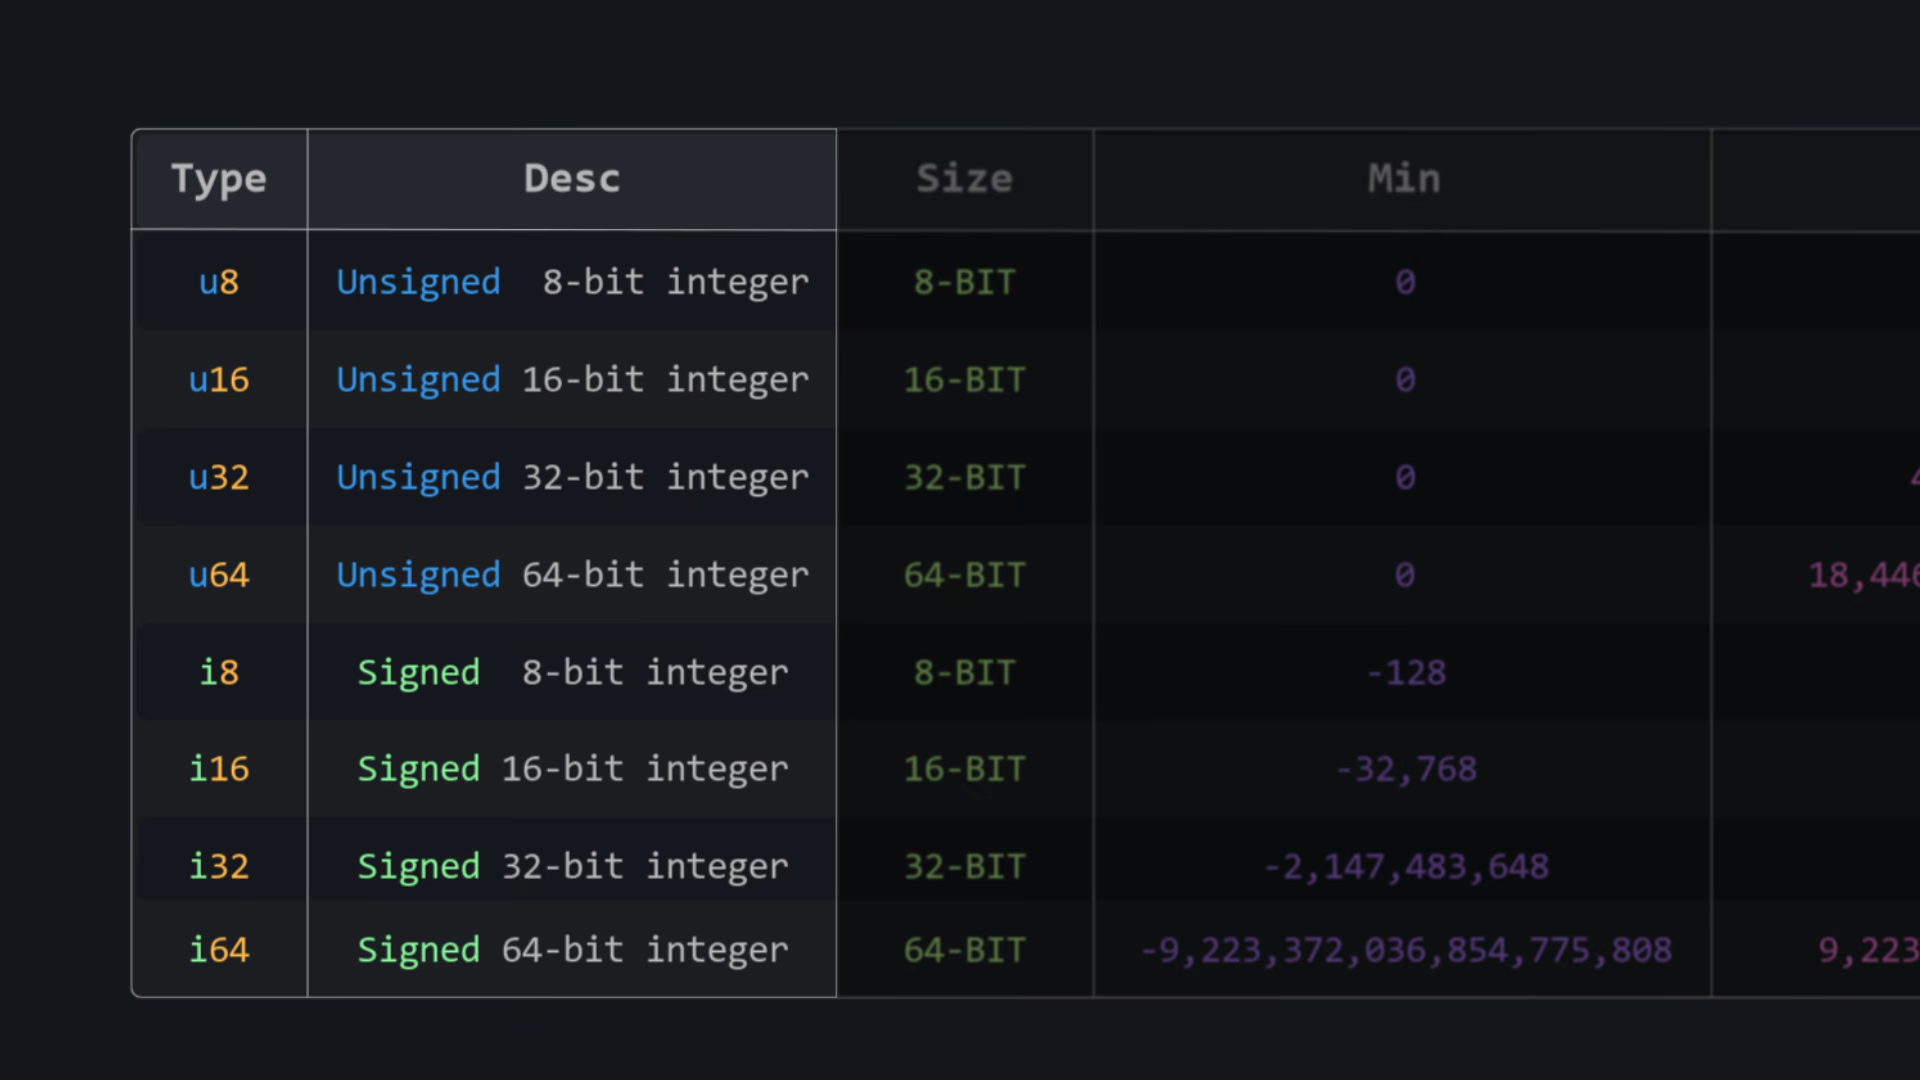 Type Desc Size Min
u8 Unsigned  8-bit integer 8-BIT 0
u16 Unsigned 16-bit integer 16-BIT 0
u32 Unsigned 32-bit integer 32-BIT 0
u64 Unsigned 64-bit integer 64-BIT 0 18,446
i8 Signed  8-bit integer 8-BIT -128
i16 Signed 16-bit integer 16-BIT -32,768
i32 Signed 32-bit integer 32-BIT -2,147,483,648
i64 Signed 64-bit integer 64-BIT -9,223,372,036,854,775,808 9,223